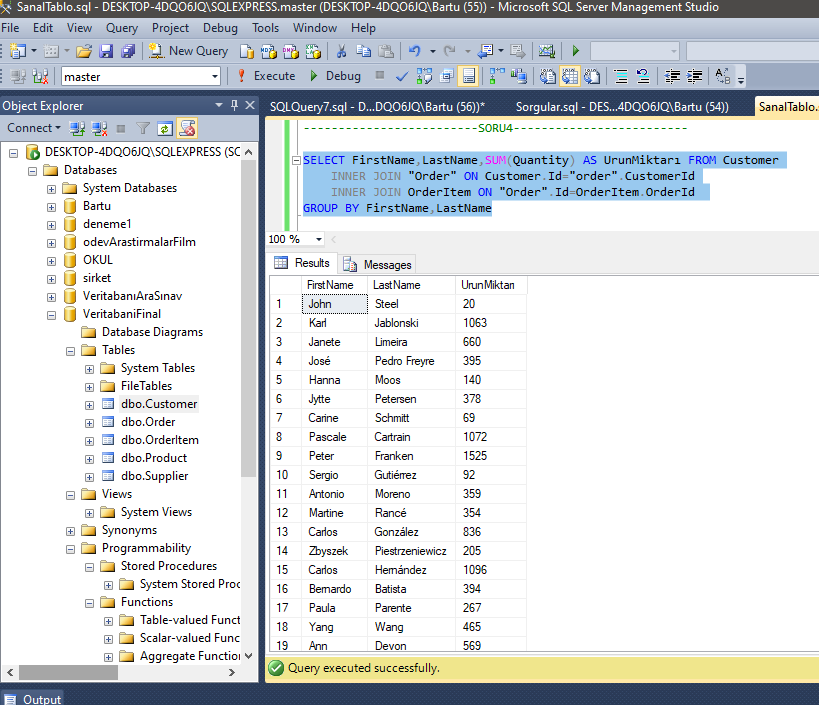 SanalTablo.sql - DESKTOP-4DQO6JQ\SQLEXPRESS.master (DESKTOP-4DQO6JQ\Bartu (55)) - Microsoft SQL Server Management Studio
File Edit View Query Project Debug Tools Window Help
New Query
master Execute Debug
Object Explorer
Connect
DESKTOP-4DQO6JQ\SQLEXPRESS (SC
Databases
System Databases
Bartu
deneme1
odevArastirmalarFilm
OKUL
sirket
VeritabanıAraSınav
VeritabaniFinal
Database Diagrams
Tables
System Tables
FileTables
dbo.Customer
dbo.Order
dbo.OrderItem
dbo.Product
dbo.Supplier
Views
System Views
Synonyms
Programmability
Stored Procedures
System Stored Proc
Functions
Table-valued Funct
Scalar-valued Func
Aggregate Function
SQLQuery7.sql - D...DQO6JQ\Bartu (56))* Sorgular.sql - DES...4DQO6JQ\Bartu (54)) SanalTablo.
--------------------------SORU4--------------------------
SELECT FirstName,LastName,SUM(Quantity) AS UrunMiktarı FROM Customer
INNER JOIN "Order" ON Customer.Id="order".CustomerId
INNER JOIN OrderItem ON "Order".Id=OrderItem.OrderId
GROUP BY FirstName,LastName
100 %
Results Messages
FirstName LastName UrunMiktarı
1 John Steel 20
2 Karl Jablonski 1063
3 Janete Limeira 660
4 José Pedro Freyre 395
5 Hanna Moos 140
6 Jytte Petersen 378
7 Carine Schmitt 69
8 Pascale Cartrain 1072
9 Peter Franken 1525
10 Sergio Gutiérrez 92
11 Antonio Moreno 359
12 Martine Rancé 354
13 Carlos González 836
14 Zbyszek Piestrzeniewicz 205
15 Carlos Hernández 1096
16 Bernardo Batista 394
17 Paula Parente 267
18 Yang Wang 465
19 Ann Devon 569
Query executed successfully.
Output